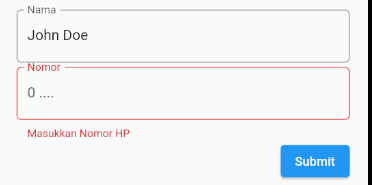 Nama
John Doe
Nomor
0 ....
Masukkan Nomor HP
Submit